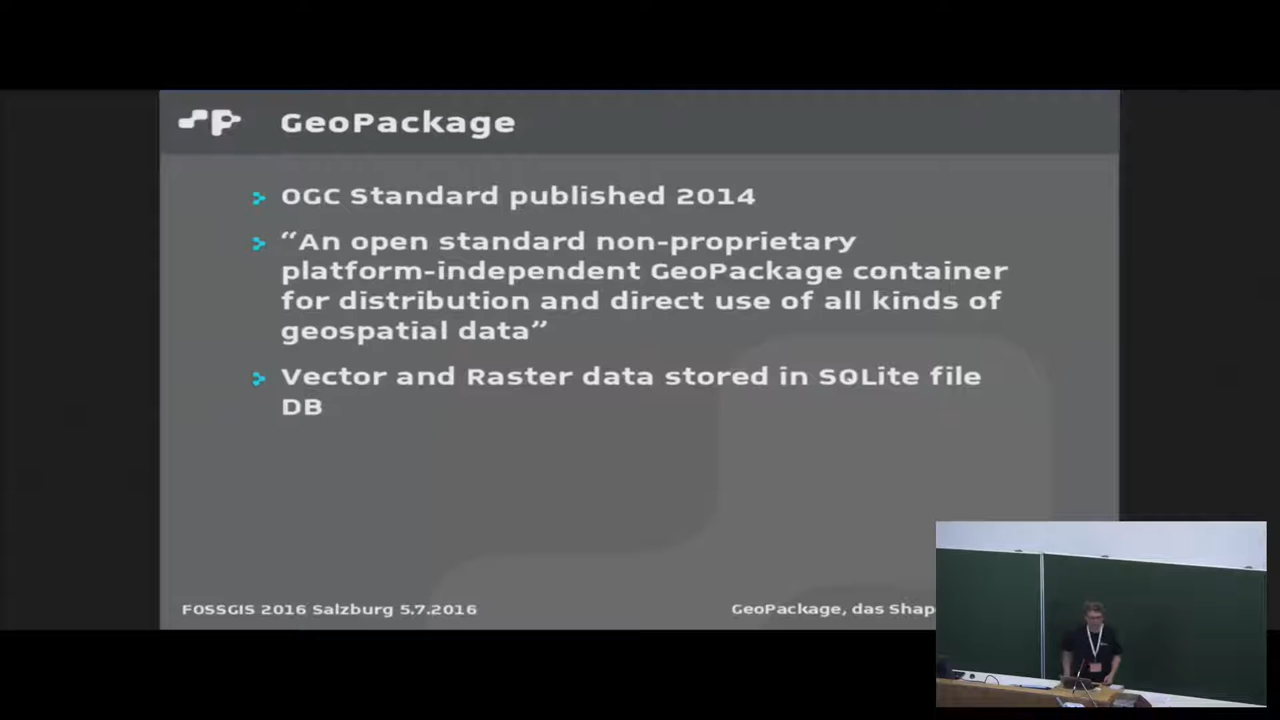 GeoPackage
OGC Standard published 2014
“An open standard non-proprietary
platform-independent GeoPackage container
for distribution and direct use of all kinds of
geospatial data”
Vector and Raster data stored in SQLite file
DB
FOSSGIS 2016 Salzburg 5.7.2016
GeoPackage, das Shap